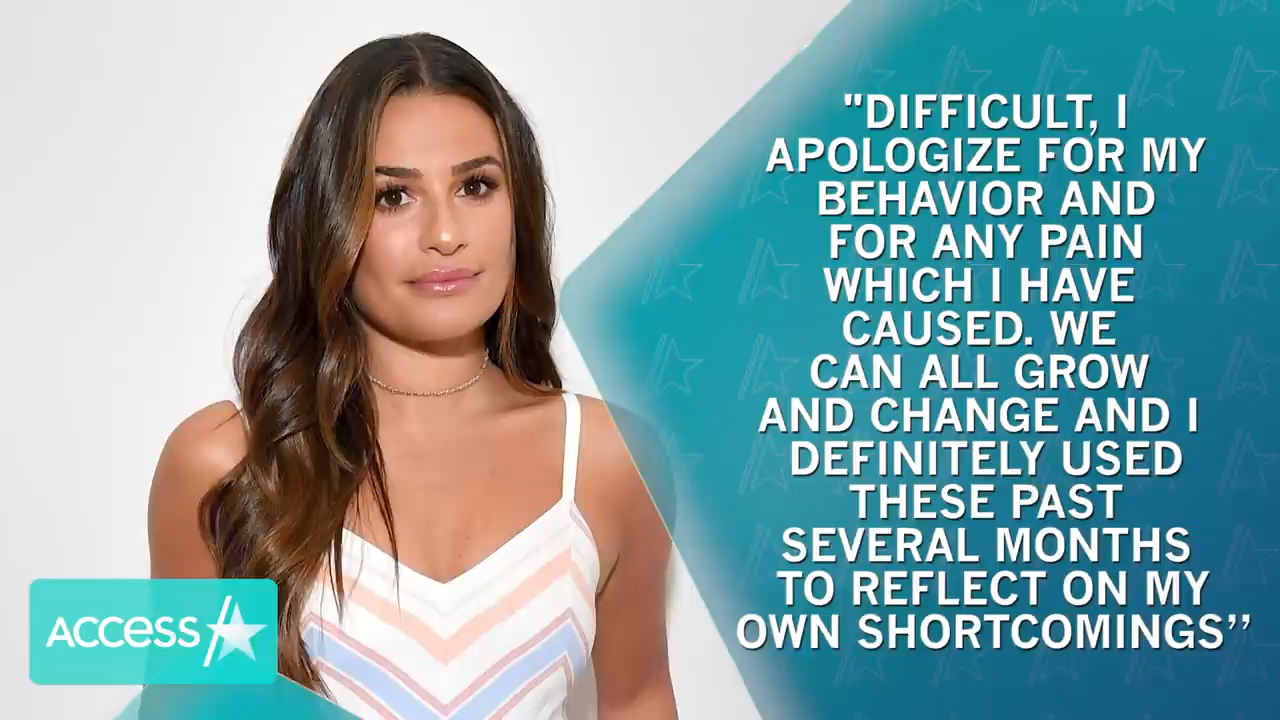 "DIFFICULT, I
APOLOGIZE FOR MY
BEHAVIOR AND
FOR ANY PAIN
WHICH I HAVE
CAUSED. WE
CAN ALL GROW
AND CHANGE AND I
DEFINITELY USED
THESE PAST
SEVERAL MONTHS
TO REFLECT ON MY
OWN SHORTCOMINGS’’
ACCESS